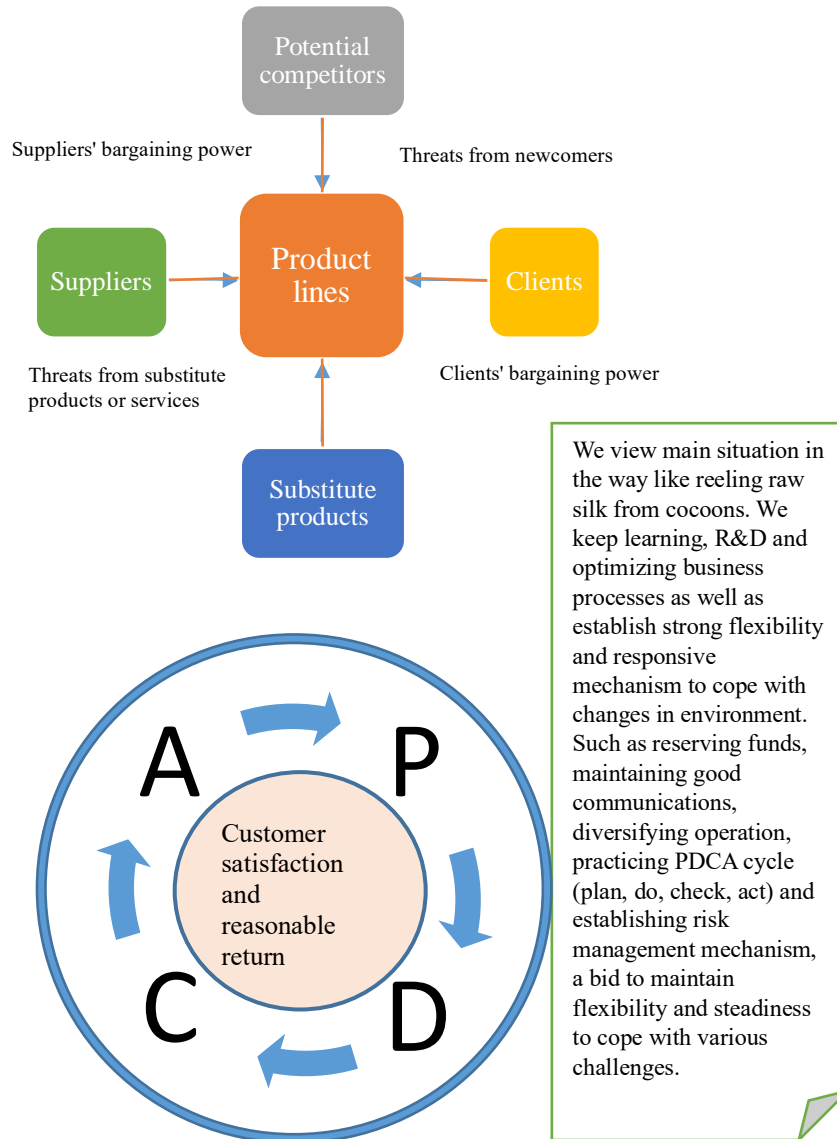 Potential
competitors
Suppliers' bargaining power
Threats from newcomers
Suppliers
Product
lines
Clients
Threats from substitute
products or services
Clients' bargaining power
Substitute
products
We view main situation in
the way like reeling raw
silk from cocoons. We
keep learning, R&D and
optimizing business
processes as well as
establish strong flexibility
and responsive
mechanism to cope with
changes in environment.
Such as reserving funds,
maintaining good
communications,
diversifying operation,
practicing PDCA cycle
(plan, do, check, act) and
establishing risk
management mechanism,
a bid to maintain
flexibility and steadiness
to cope with various
challenges.
A
P
Customer
satisfaction
and
reasonable
return
C
D